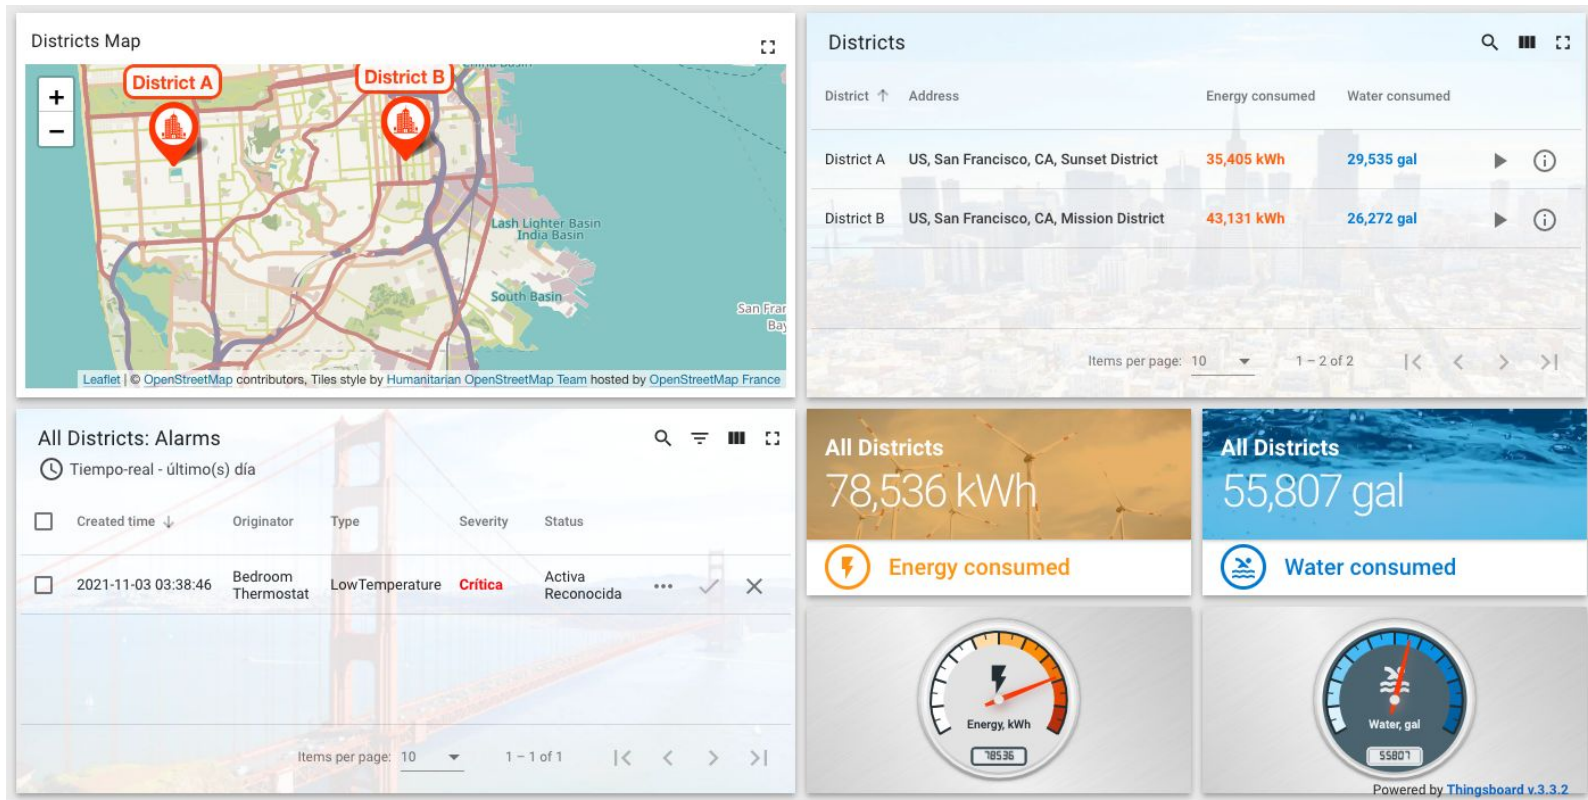 Districts Map
+
−
District A
District B
China Basin
Lash Lighter Basin
India Basin
South Basin
San Fran
Bay
Leaflet | © OpenStreetMap contributors, Tiles style by Humanitarian OpenStreetMap Team hosted by OpenStreetMap France
Districts
District ↑ Address Energy consumed Water consumed
District A US, San Francisco, CA, Sunset District 35,405 kWh 29,535 gal
District B US, San Francisco, CA, Mission District 43,131 kWh 26,272 gal
Items per page: 10 1 – 2 of 2
All Districts: Alarms
Tiempo-real - último(s) día
Created time ↓ Originator Type Severity Status
2021-11-03 03:38:46 Bedroom Thermostat LowTemperature Crítica Activa Reconocida
Items per page: 10 1 – 1 of 1
All Districts
78,536 kWh
Energy consumed
All Districts
55,807 gal
Water consumed
Energy, kWh
78536
Water, gal
55807
Powered by Thingsboard v.3.3.2